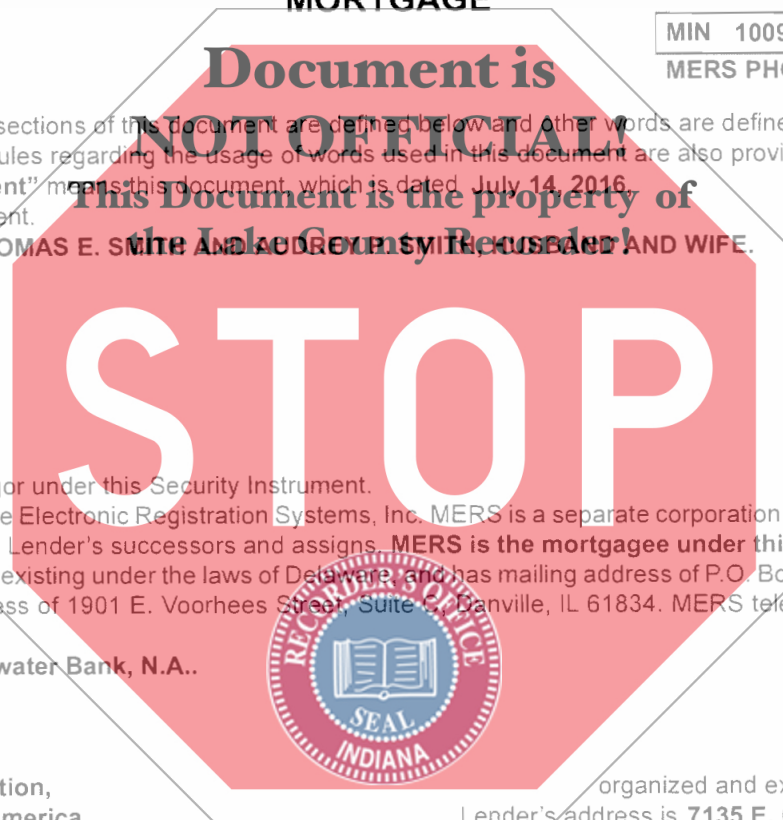 MORTGAGE
MIN 1009
Document is
MERS PHO
sections of this document are defined below and other words are define
NOT OFFICIAL!
ules regarding the usage of words used in this document are also provi
ent” means this document, which is dated July 14, 2016,
This Document is the property of
ent.
the Lake County Recorder!
OMAS E. SMITH AND AUDREY P. SMITH, HUSBAND AND WIFE.
STOP
gor under this Security Instrument.
e Electronic Registration Systems, Inc. MERS is a separate corporation
Lender's successors and assigns. MERS is the mortgagee under thi
existing under the laws of Delaware, and has mailing address of P.O. Bo
ess of 1901 E. Voorhees Street, Suite C, Danville, IL 61834. MERS tele
RECORDER'S OFFICE
water Bank, N.A..
SEAL
INDIANA
tion,
organized and ex
merica
Lender's address is 7135 E.